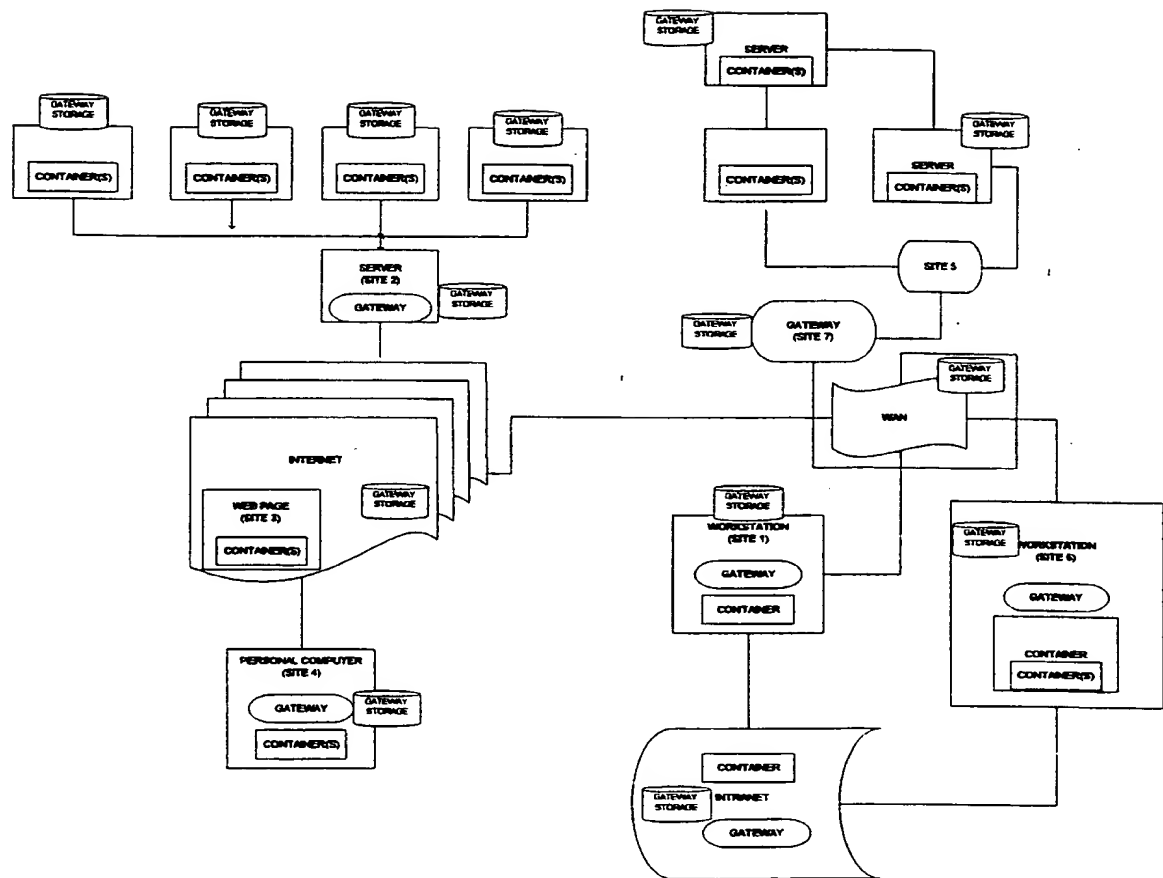 GATEWAY
STORAGE
SERVER
CONTAINER(S)
GATEWAY
STORAGE
CONTAINER(S)
GATEWAY
STORAGE
CONTAINER(S)
GATEWAY
STORAGE
CONTAINER(S)
GATEWAY
STORAGE
CONTAINER(S)
CONTAINER(S)
GATEWAY
STORAGE
SERVER
CONTAINER(S)
SERVER
(SITE 2)
GATEWAY
GATEWAY
STORAGE
SITE 5
GATEWAY
STORAGE
GATEWAY
(SITE 7)
GATEWAY
STORAGE
WAN
INTERNET
GATEWAY
STORAGE
WEB PAGE
(SITE 3)
CONTAINER(S)
GATEWAY
STORAGE
WORKSTATION
(SITE 1)
GATEWAY
CONTAINER
GATEWAY
STORAGE
WORKSTATION
(SITE 6)
GATEWAY
CONTAINER
CONTAINER(S)
PERSONAL COMPUTER
(SITE 4)
GATEWAY
GATEWAY
STORAGE
CONTAINER(S)
CONTAINER
GATEWAY
STORAGE
INTRANET
GATEWAY